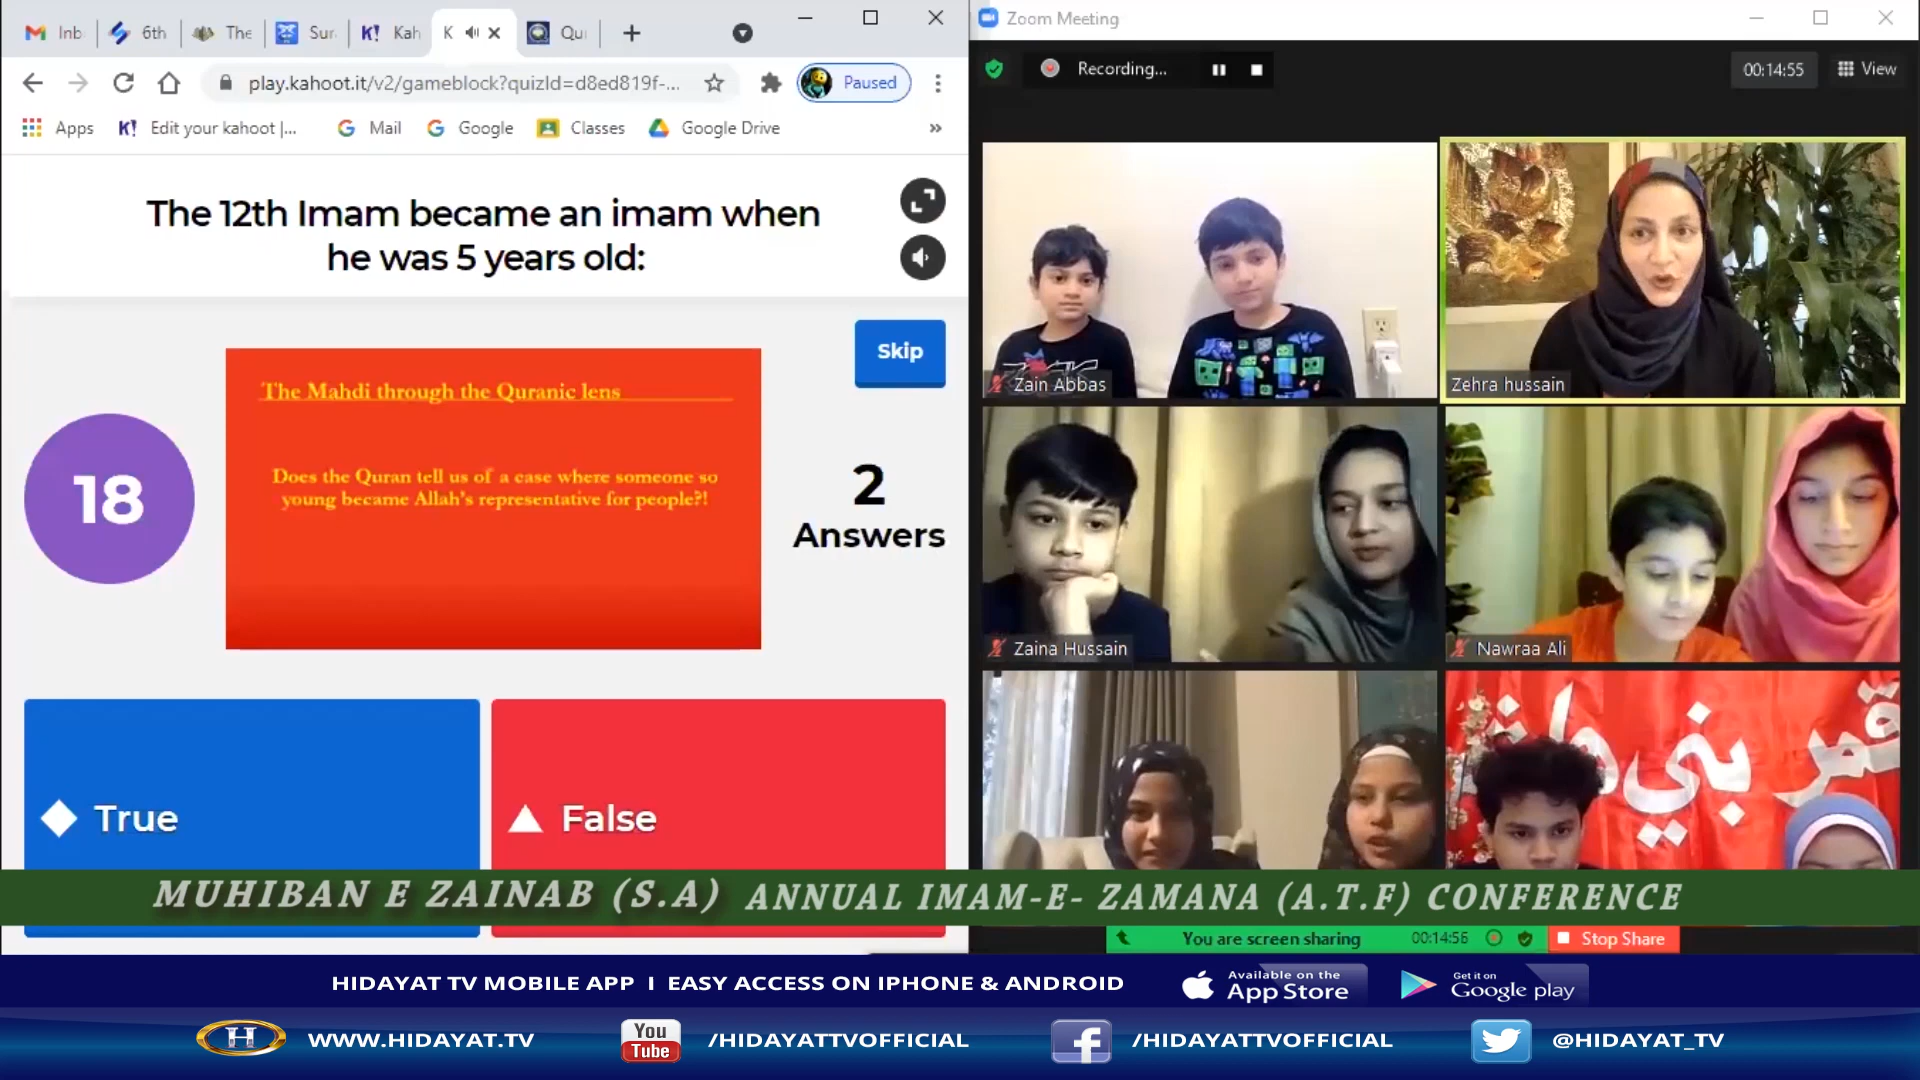 Inb
6th
The
Sur
Kah
K
Qu
play.kahoot.it/v2/gameblock?quizId=d8ed819f-...
Paused
Apps
K!
Edit your kahoot |...
Mail
Google
Classes
Google Drive
»
The 12th Imam became an imam when
he was 5 years old:
Skip
The Mahdi through the Quranic lens
Does the Quran tell us of a case where someone so
young became Allah's representative for people?!
18
2
Answers
True
False
Zoom Meeting
Recording...
00:14:55
View
Zain Abbas
Zehra hussain
Zaina Hussain
Nawraa Ali
قمر بني هاشم
MUHIBAN E ZAINAB (S.A) ANNUAL IMAM-E- ZAMANA (A.T.F) CONFERENCE
You are screen sharing
00:14:56
Stop Share
HIDAYAT TV MOBILE APP I EASY ACCESS ON IPHONE & ANDROID
Available on the
App Store
Get it on
Google play
H
WWW.HIDAYAT.TV
You
Tube
/HIDAYATTVOFFICIAL
f
/HIDAYATTVOFFICIAL
@HIDAYAT_TV